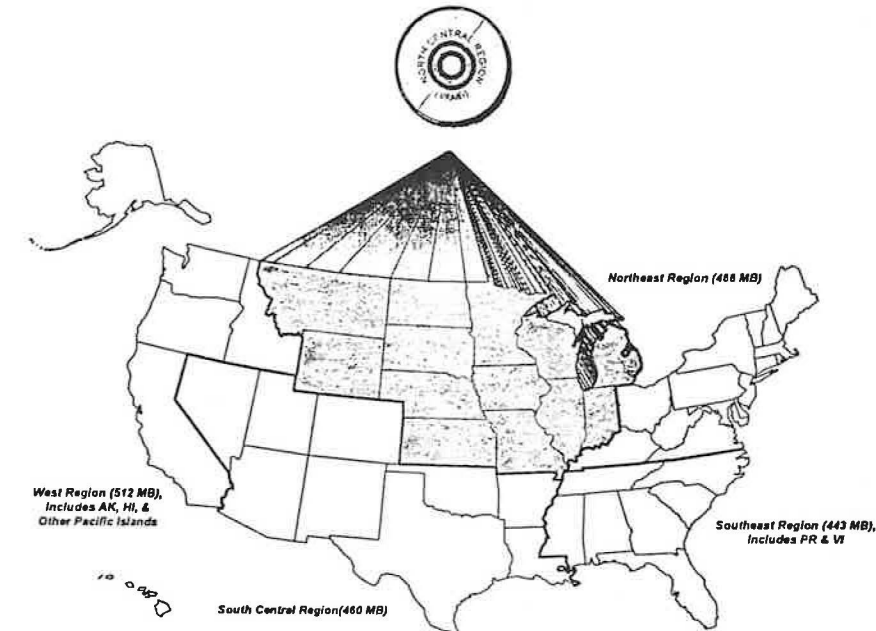 NORTH CENTRAL REGION
Northeast Region (466 MB)
West Region (512 MB),
Includes AK, HI, &
Other Pacific Islands
Southeast Region (443 MB),
Includes PR & VI
South Central Region(460 MB)